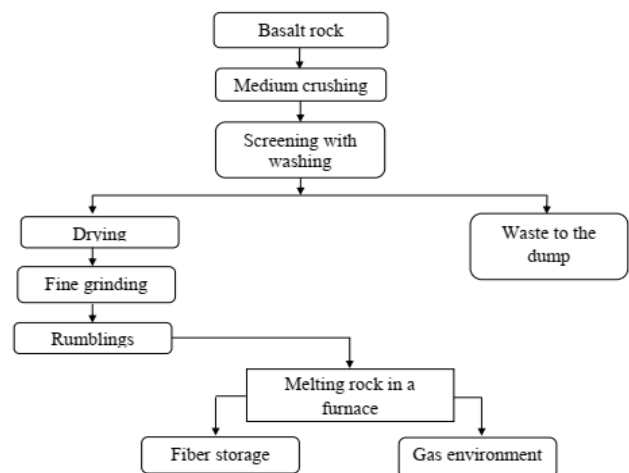 Basalt rock
Medium crushing
Screening with
washing
Drying
Waste to the
dump
Fine grinding
Rumblings
Melting rock in a
furnace
Fiber storage
Gas environment